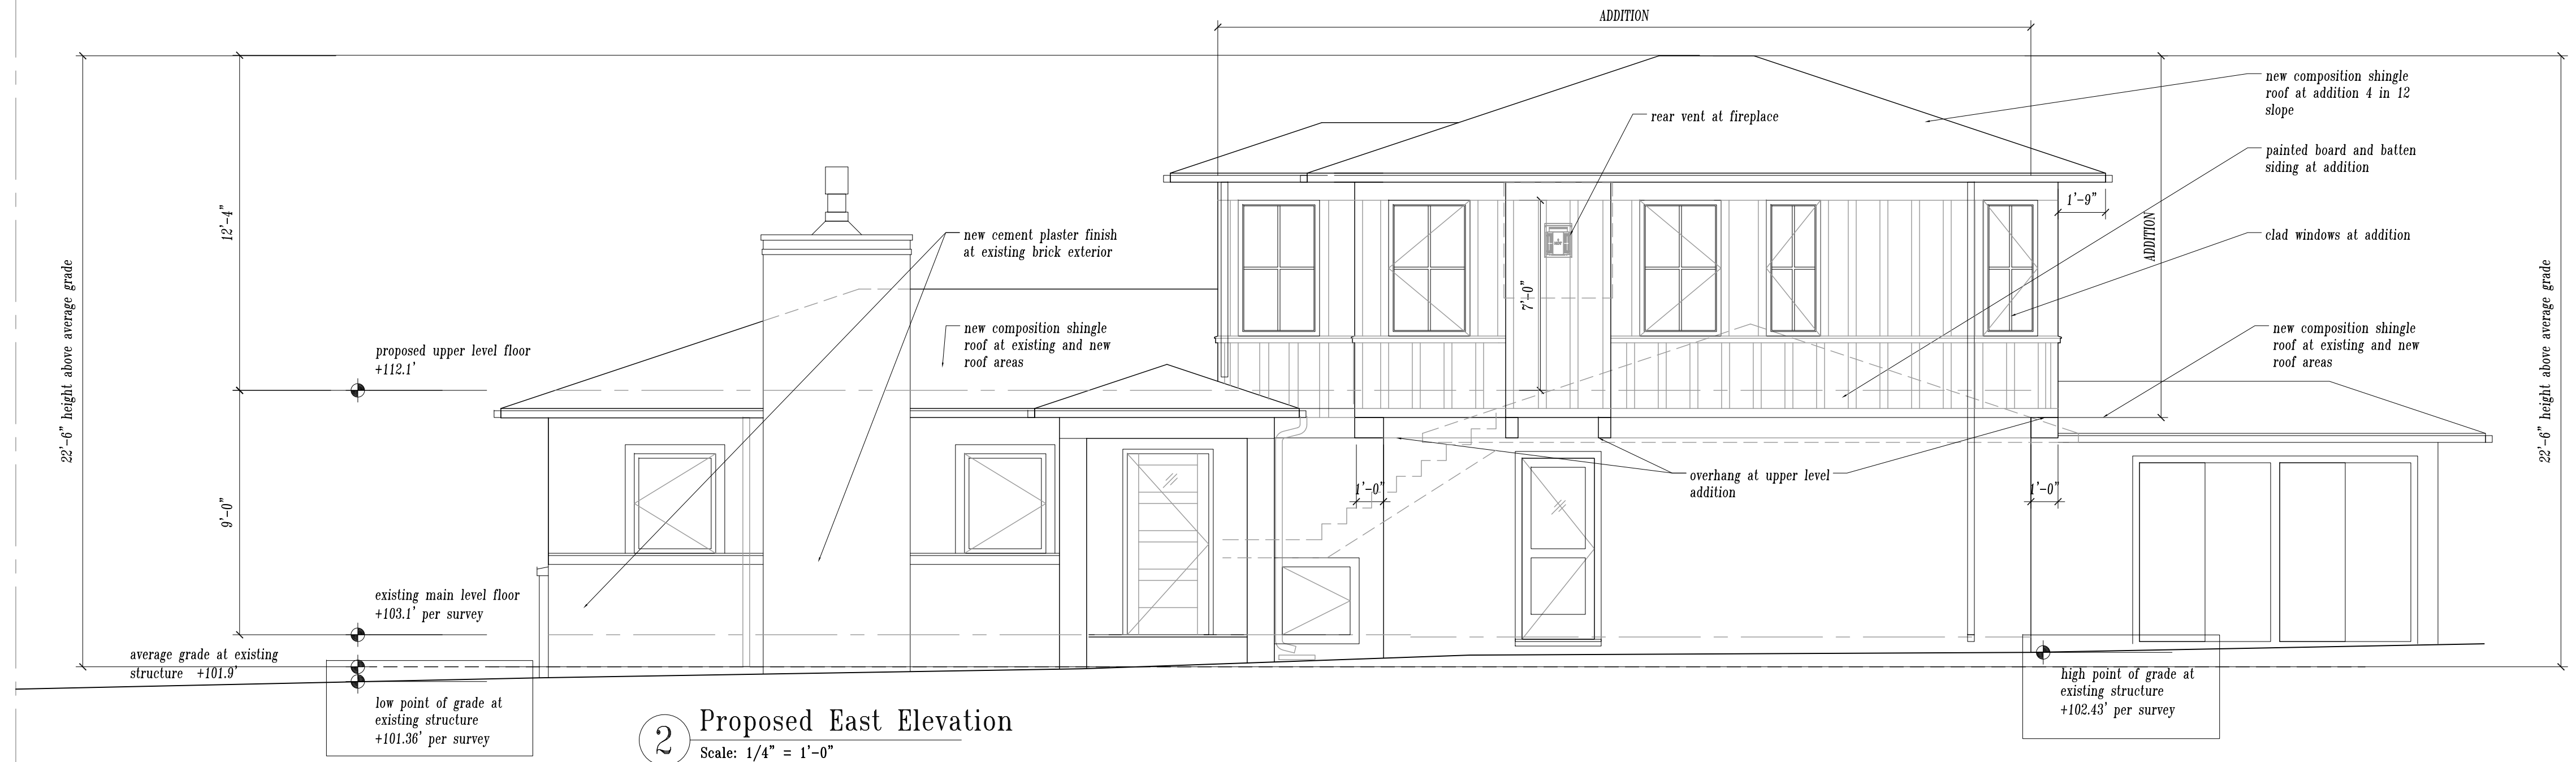 ADDITION
new composition shingle
roof at addition 4 in 12
slope
rear vent at fireplace
painted board and batten
siding at addition
1'-9"
12'-4"
ADDITION
new cement plaster finish
at existing brick exterior
clad windows at addition
22'-6" height above average grade
7'-0"
22'-6" height above average grade
new composition shingle
roof at existing and new
roof areas
new composition shingle
roof at existing and new
roof areas
proposed upper level floor
+112.1'
overhang at upper level
addition
1'-0"
1'-0"
9'-0"
existing main level floor
+103.1' per survey
average grade at existing
structure +101.9'
low point of grade at
existing structure
+101.36' per survey
high point of grade at
existing structure
+102.43' per survey
2
Proposed East Elevation
Scale: 1/4" = 1'-0"